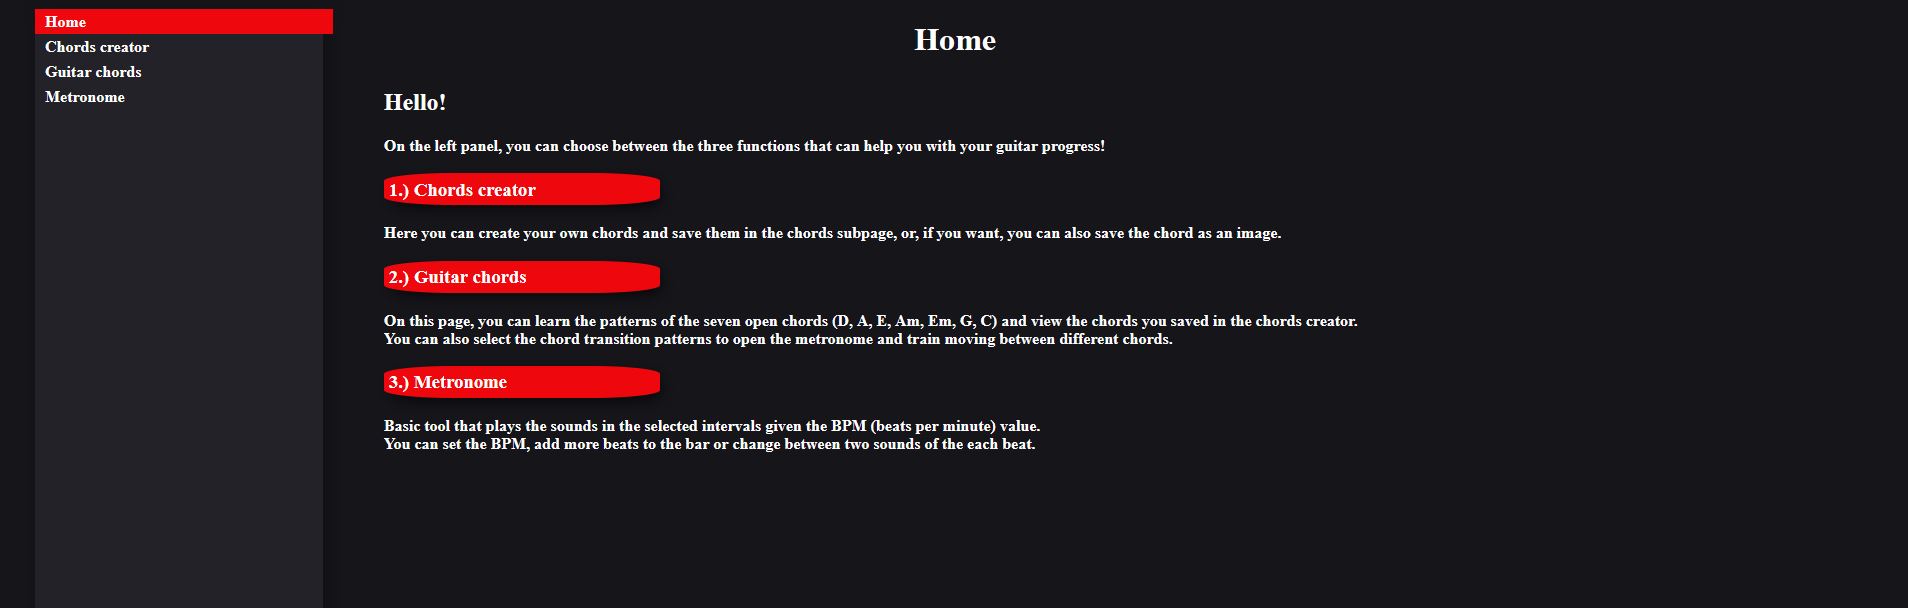 Home
Chords creator
Guitar chords
Metronome
Home
Hello!
On the left panel, you can choose between the three functions that can help you with your guitar progress!
1.) Chords creator
Here you can create your own chords and save them in the chords subpage, or, if you want, you can also save the chord as an image.
2.) Guitar chords
On this page, you can learn the patterns of the seven open chords (D, A, E, Am, Em, G, C) and view the chords you saved in the chords creator.
You can also select the chord transition patterns to open the metronome and train moving between different chords.
3.) Metronome
Basic tool that plays the sounds in the selected intervals given the BPM (beats per minute) value.
You can set the BPM, add more beats to the bar or change between two sounds of the each beat.